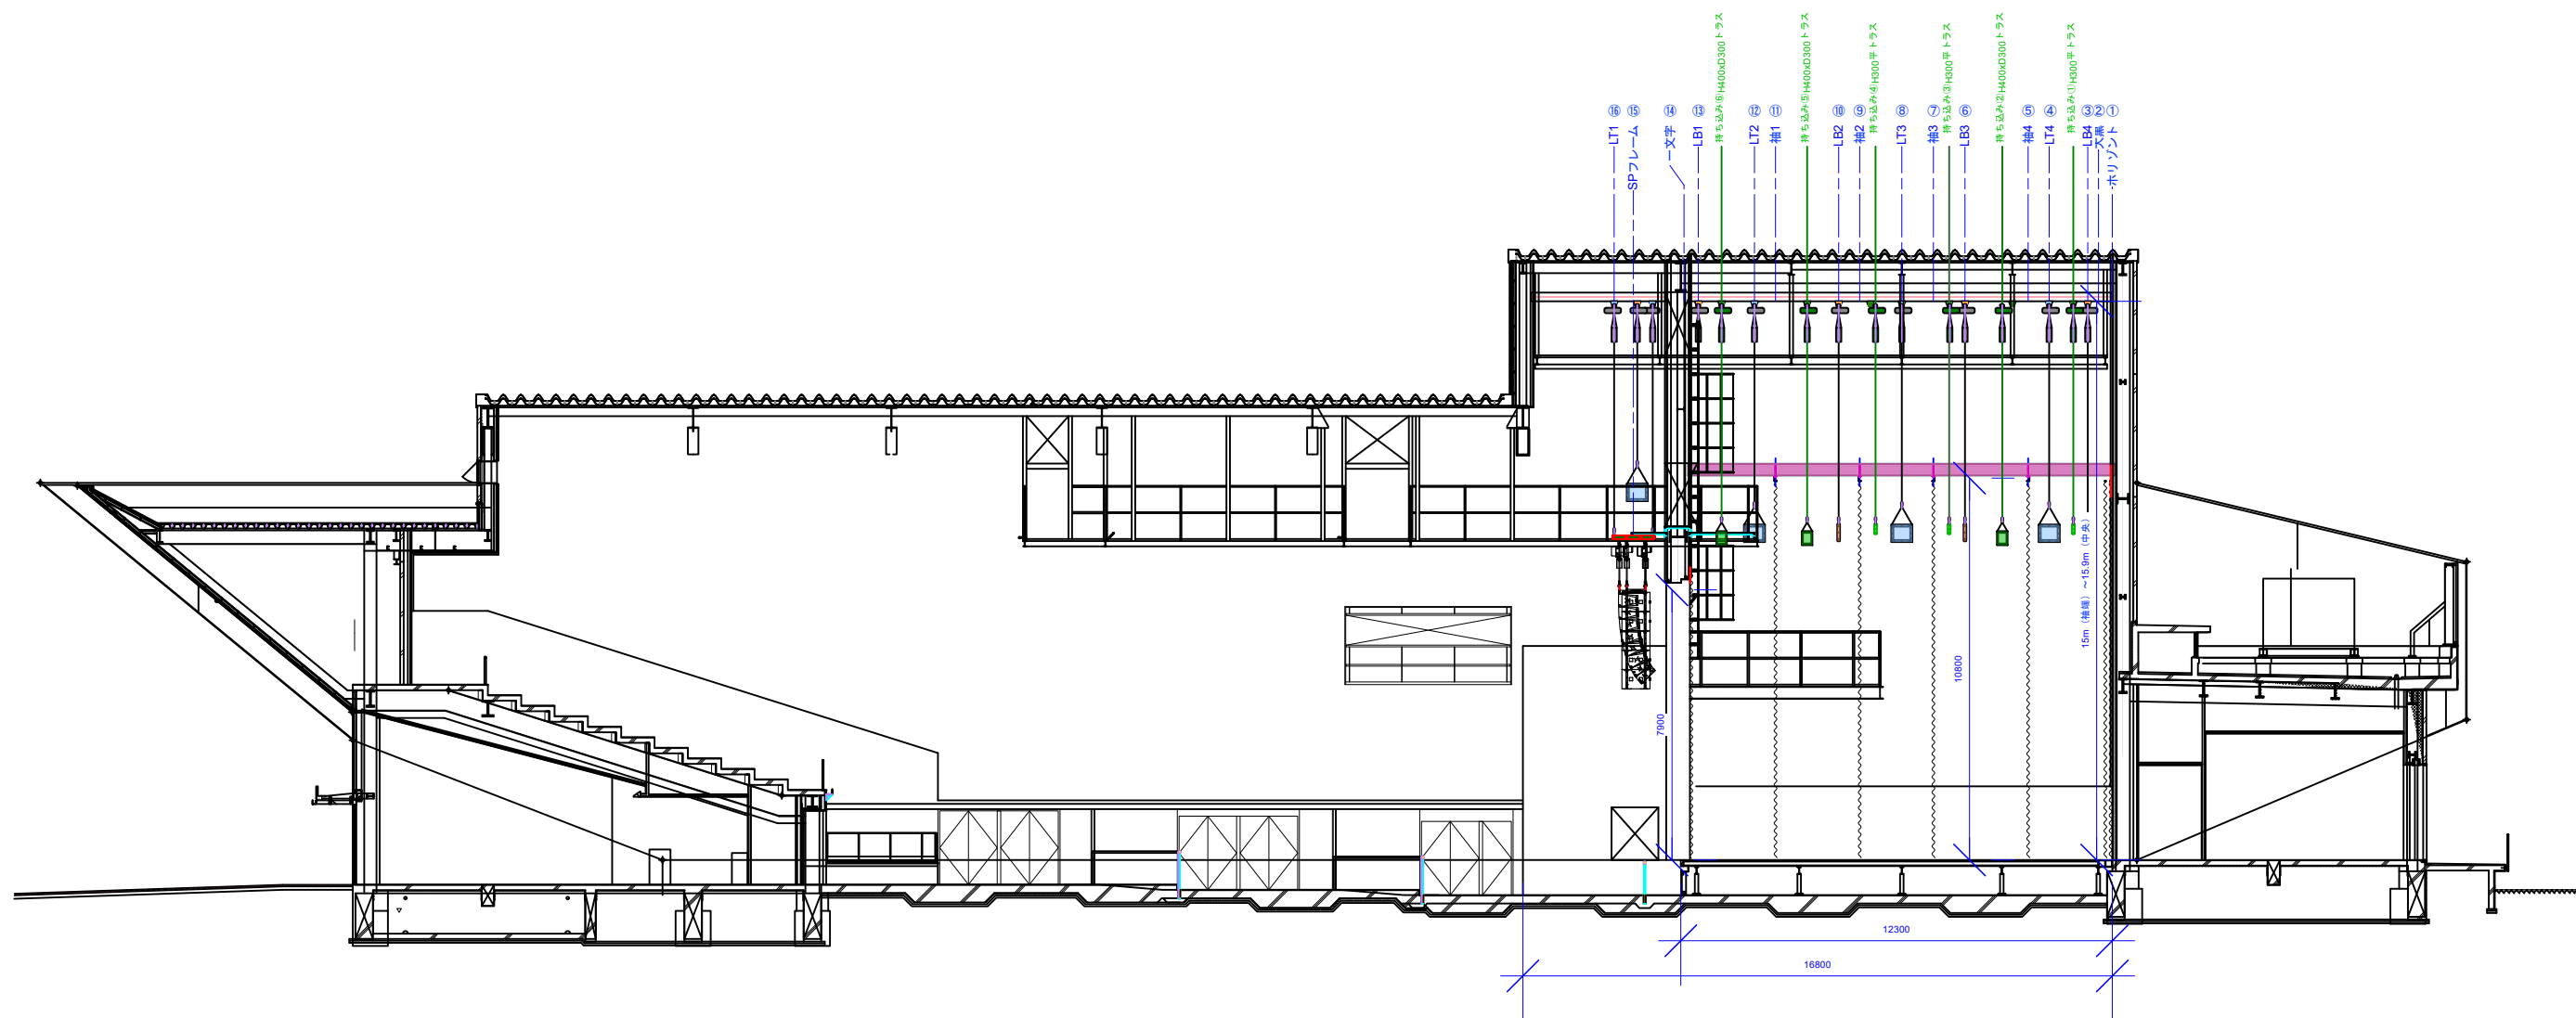 LT1 ⑯
SPフレーム ⑮
一文字 ⑭
LB1 ⑬
持ち込み⑥H400xD300トラス
LT2 ⑫
袖1 ⑪
持ち込み⑤H400xD300トラス
LB2 ⑩
袖2 ⑨
持ち込み④H300平トラス
LT3 ⑧
袖3 ⑦
持ち込み③H300平トラス
LB3 ⑥
持ち込み②H400xD300トラス
袖4 ⑤
LT4 ④
持ち込み①H300平トラス
LB4 ③
大黒 ②
ホリゾント ①
15m（袖端）～15.9m（中央）
10800
7900
12300
16800